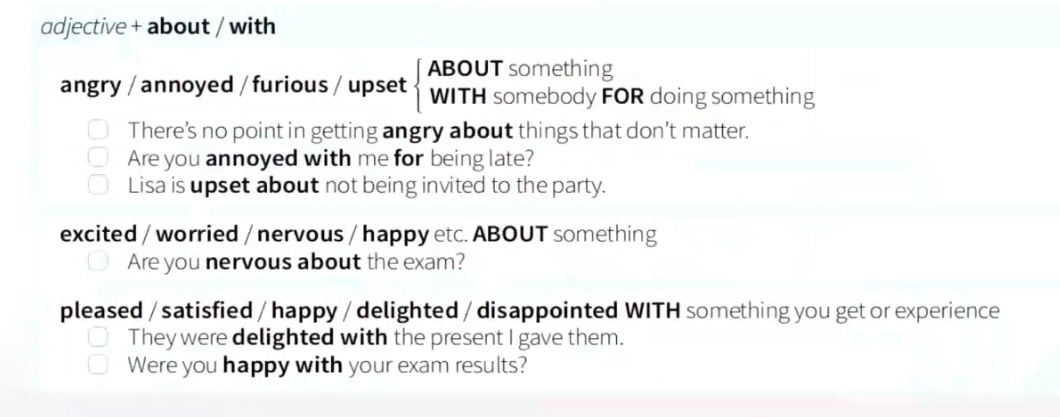 adjective + about / with
angry / annoyed / furious / upset { ABOUT something
WITH somebody FOR doing something
There's no point in getting angry about things that don't matter.
Are you annoyed with me for being late?
Lisa is upset about not being invited to the party.
excited / worried / nervous / happy etc. ABOUT something
Are you nervous about the exam?
pleased / satisfied / happy / delighted / disappointed WITH something you get or experience
They were delighted with the present I gave them.
Were you happy with your exam results?